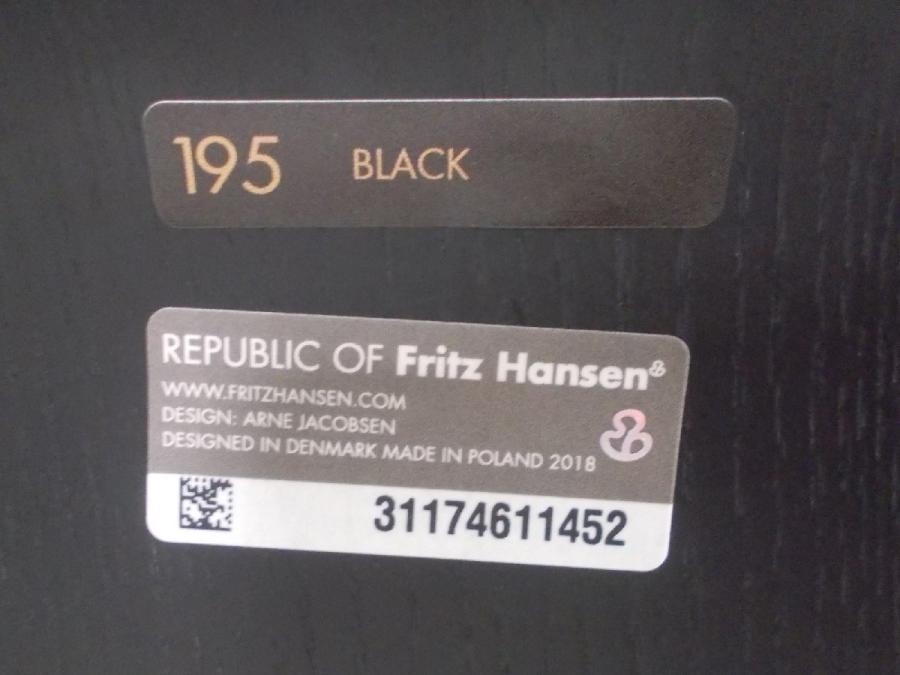 195 BLACK
REPUBLIC OF Fritz Hansen
WWW.FRITZHANSEN.COM
DESIGN: ARNE JACOBSEN
DESIGNED IN DENMARK MADE IN POLAND 2018
31174611452